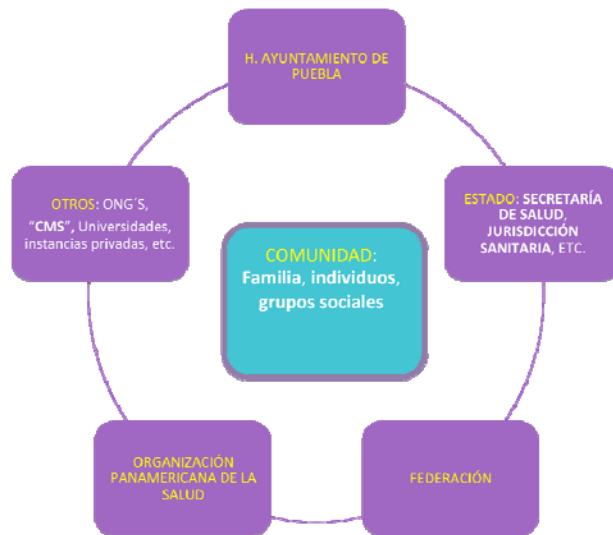 H. AYUNTAMIENTO DE
PUEBLA
OTROS: ONG´S,
"CMS", Universidades,
instancias privadas, etc.
ESTADO: SECRETARÍA
DE SALUD,
JURISDICCIÓN
SANITARIA, ETC.
COMUNIDAD:
Familia, individuos,
grupos sociales
ORGANIZACIÓN
PANAMERICANA DE LA
SALUD
FEDERACIÓN